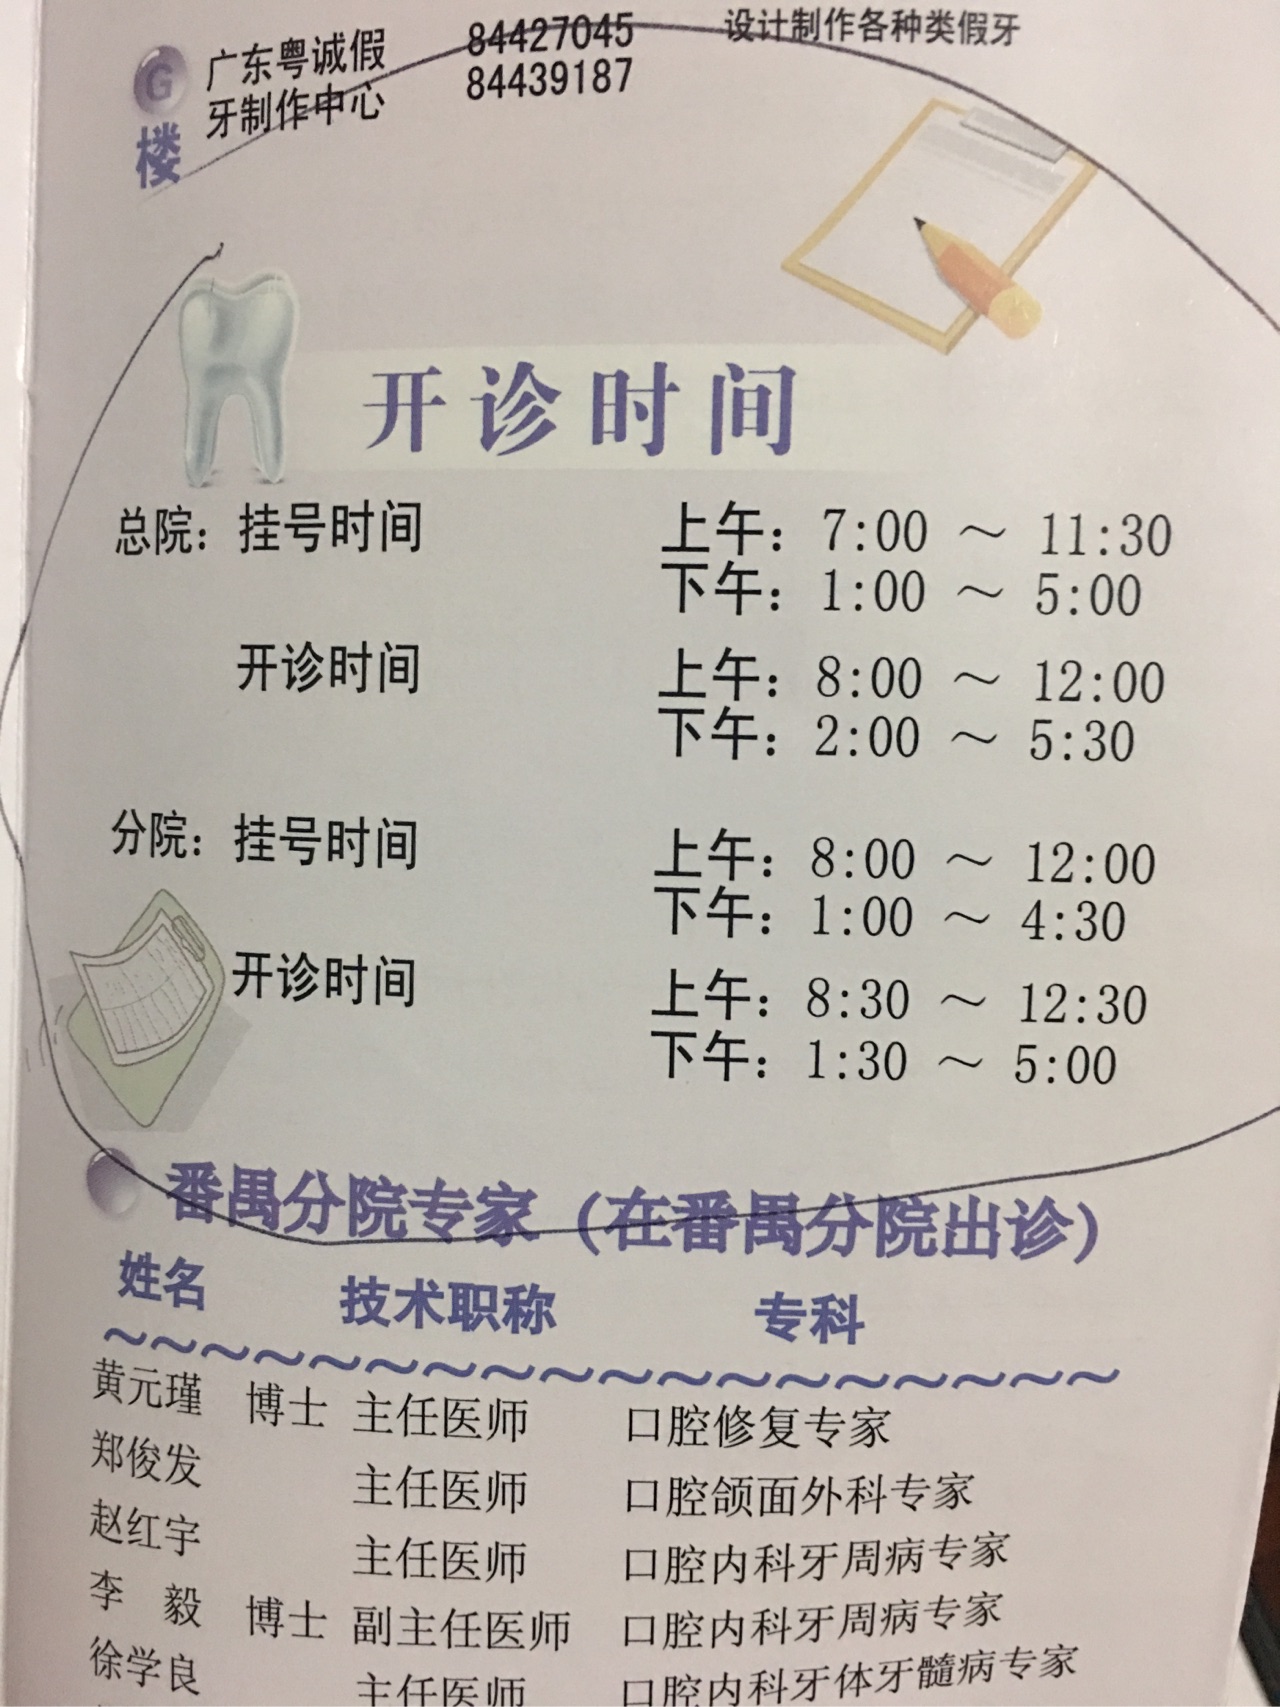 G楼 广东粤诚假牙制作中心 84427045 84439187 设计制作各种类假牙
开诊时间
总院：挂号时间 上午：7:00 ～ 11:30
下午：1:00 ～ 5:00
开诊时间 上午：8:00 ～ 12:00
下午：2:00 ～ 5:30
分院：挂号时间 上午：8:00 ～ 12:00
下午：1:00 ～ 4:30
开诊时间 上午：8:30 ～ 12:30
下午：1:30 ～ 5:00
番禺分院专家（在番禺分院出诊）
姓名 技术职称 专科
黄元瑾 博士 主任医师 口腔修复专家
郑俊发 主任医师 口腔颌面外科专家
赵红宇 主任医师 口腔内科牙周病专家
李 毅 博士 副主任医师 口腔内科牙周病专家
徐学良 主任医师 口腔内科牙体牙髓病专家